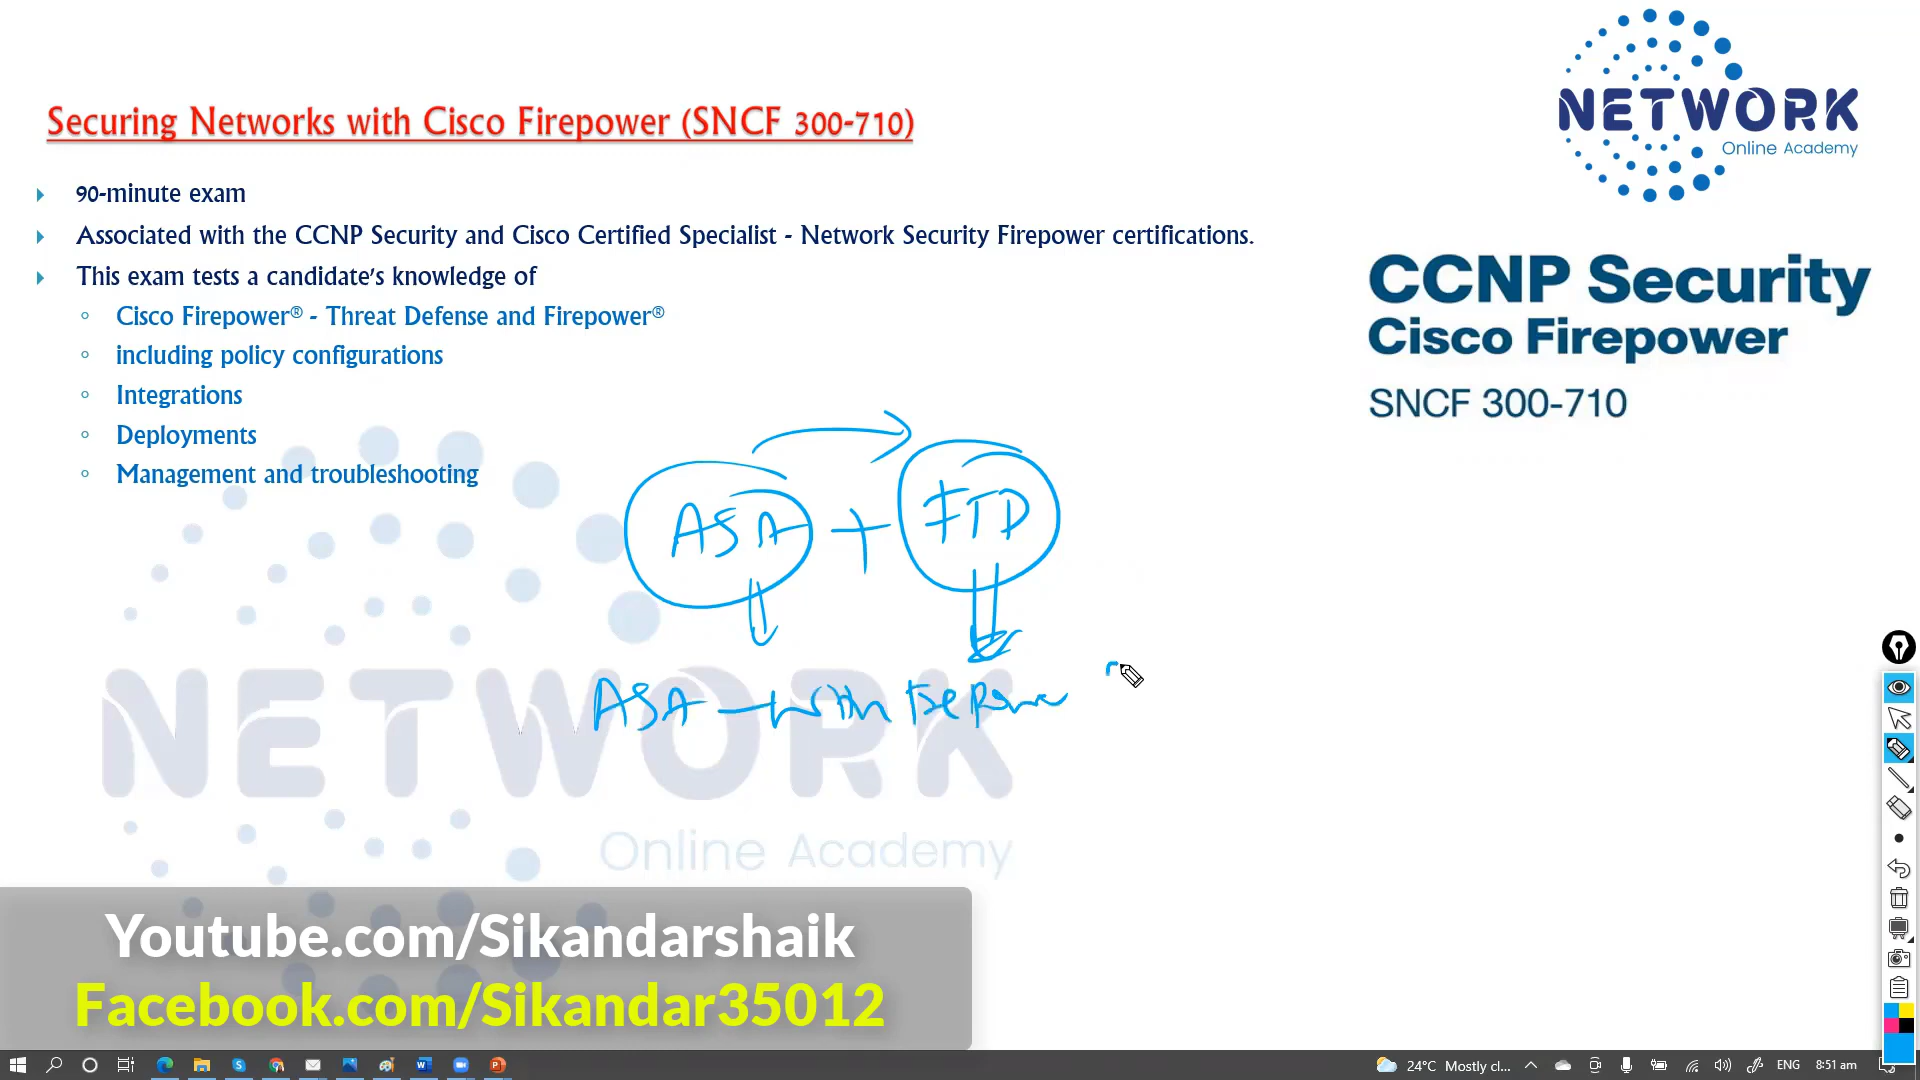 Securing Networks with Cisco Firepower (SNCF 300-710)
90-minute exam
Associated with the CCNP Security and Cisco Certified Specialist - Network Security Firepower certifications.
This exam tests a candidate's knowledge of
Cisco Firepower® - Threat Defense and Firepower®
including policy configurations
Integrations
Deployments
Management and troubleshooting
NETWORK
Online Academy
CCNP Security
Cisco Firepower
SNCF 300-710
ASA + FTD
ASA - with
NETWORK
Online Academy
Youtube.com/Sikandarshaik
Facebook.com/Sikandar35012
24°C Mostly cl... ENG 8:51 am